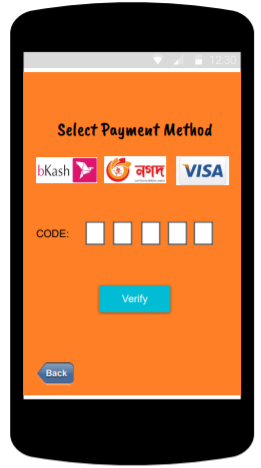 12:30
Select Payment Method
bKash নগদ VISA
CODE:
Verify
Back